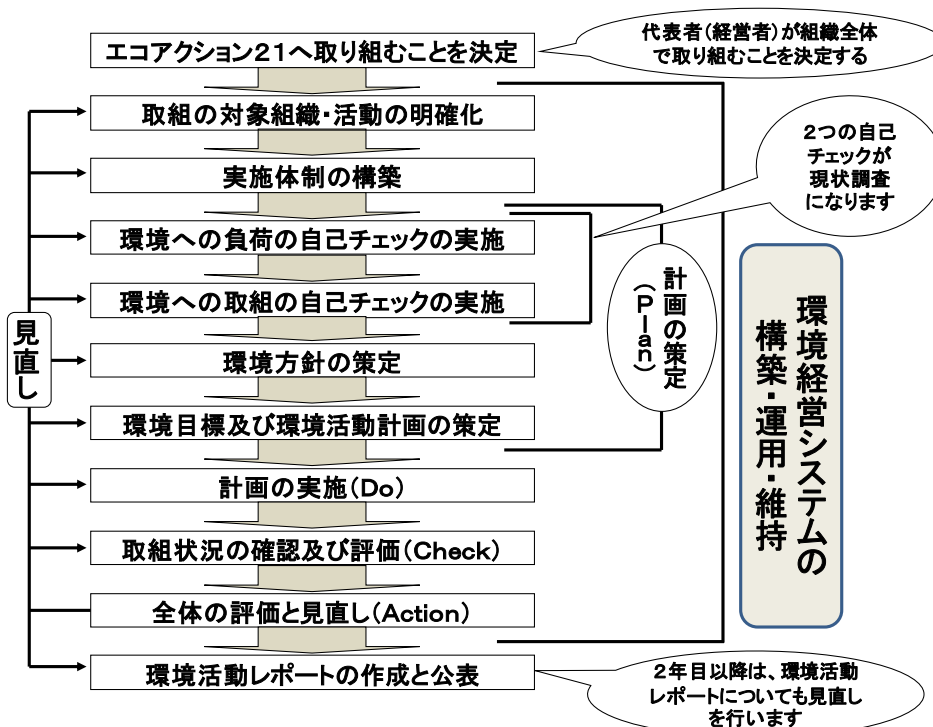 エコアクション２１へ取り組むことを決定
代表者（経営者）が組織全体
で取り組むことを決定する
取組の対象組織・活動の明確化
実施体制の構築
環境への負荷の自己チェックの実施
環境への取組の自己チェックの実施
環境方針の策定
環境目標及び環境活動計画の策定
計画の実施（Do）
取組状況の確認及び評価（Check）
全体の評価と見直し（Action）
環境活動レポートの作成と公表
見直し
２つの自己
チェックが
現状調査
になります
計画の策定
（Plan）
環境経営システムの
構築・運用・維持
２年目以降は、環境活動
レポートについても見直し
を行います